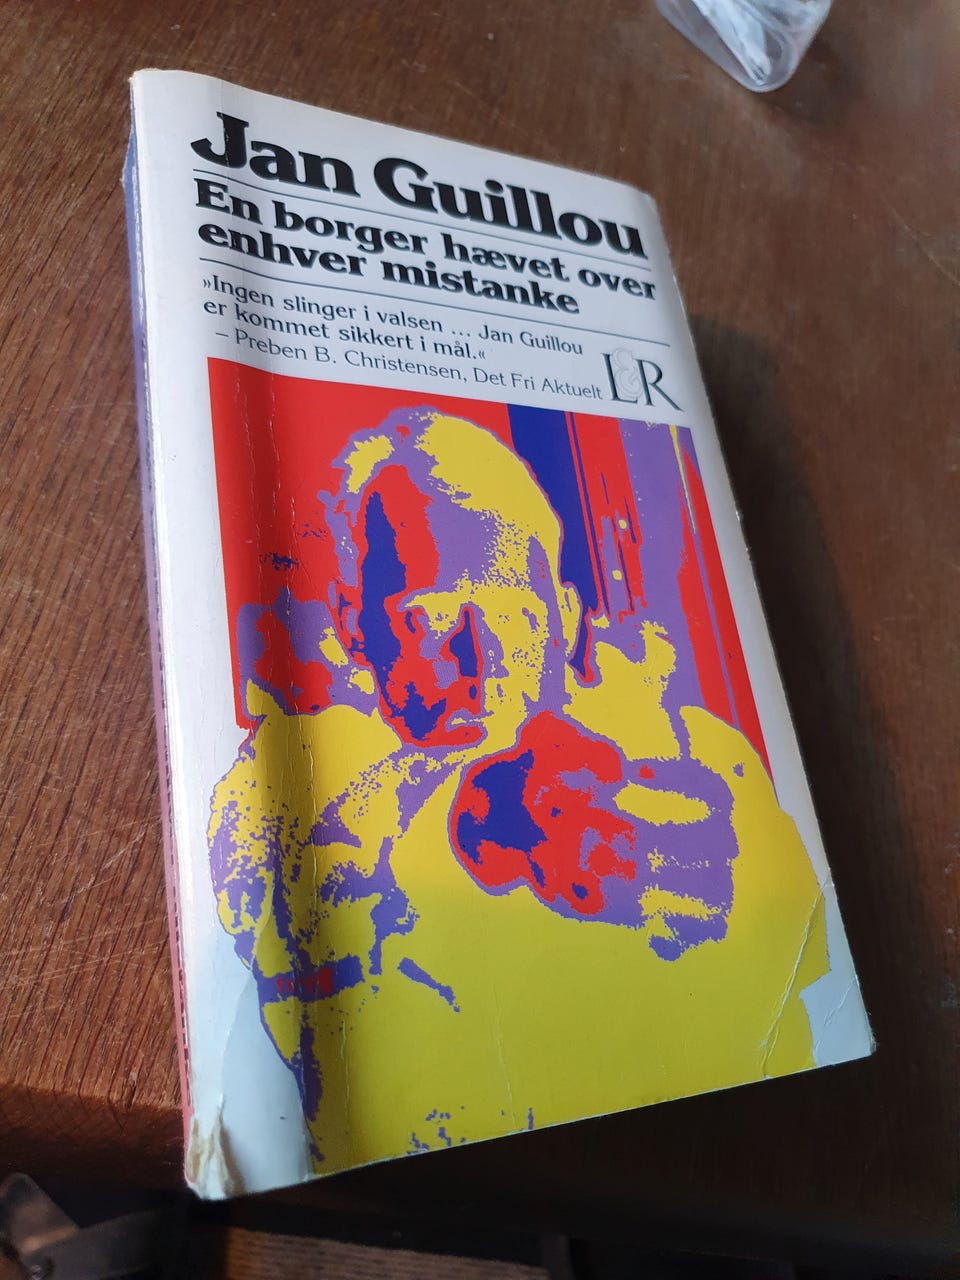 Jan Guillou
En borger hævet over
enhver mistanke
»Ingen slinger i valsen ... Jan Guillou
er kommet sikkert i mål.«
– Preben B. Christensen, Det Fri Aktuelt
L&R